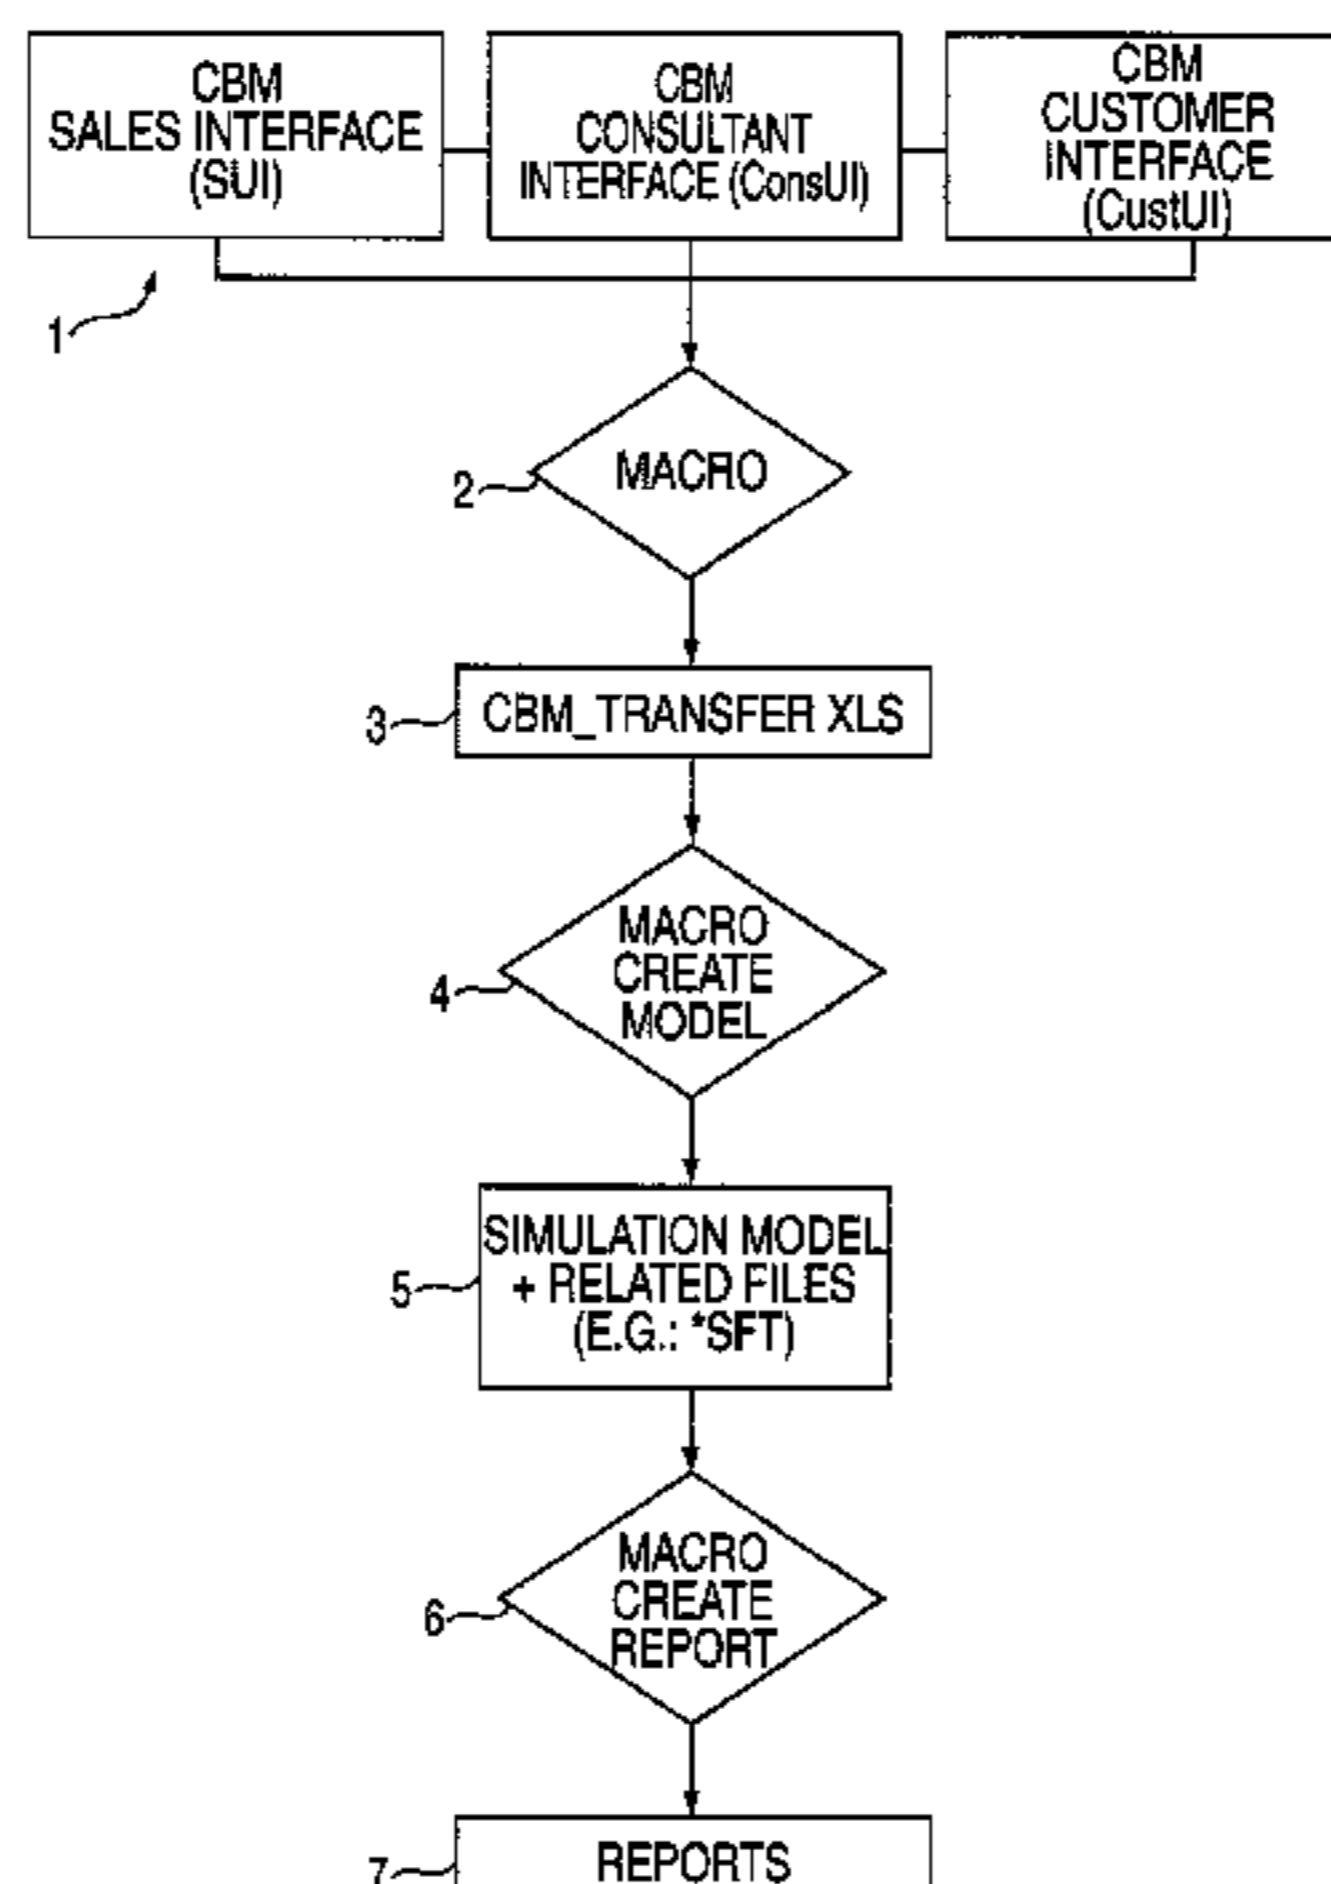 CBM
SALES INTERFACE
(SUI)
CBM
CONSULTANT
INTERFACE (ConsUI)
CBM
CUSTOMER
INTERFACE
(CustUI)
1
2
MACRO
3
CBM_TRANSFER XLS
4
MACRO
CREATE
MODEL
5
SIMULATION MODEL
+ RELATED FILES
(E.G.: *SFT)
6
MACRO
CREATE
REPORT
7
REPORTS